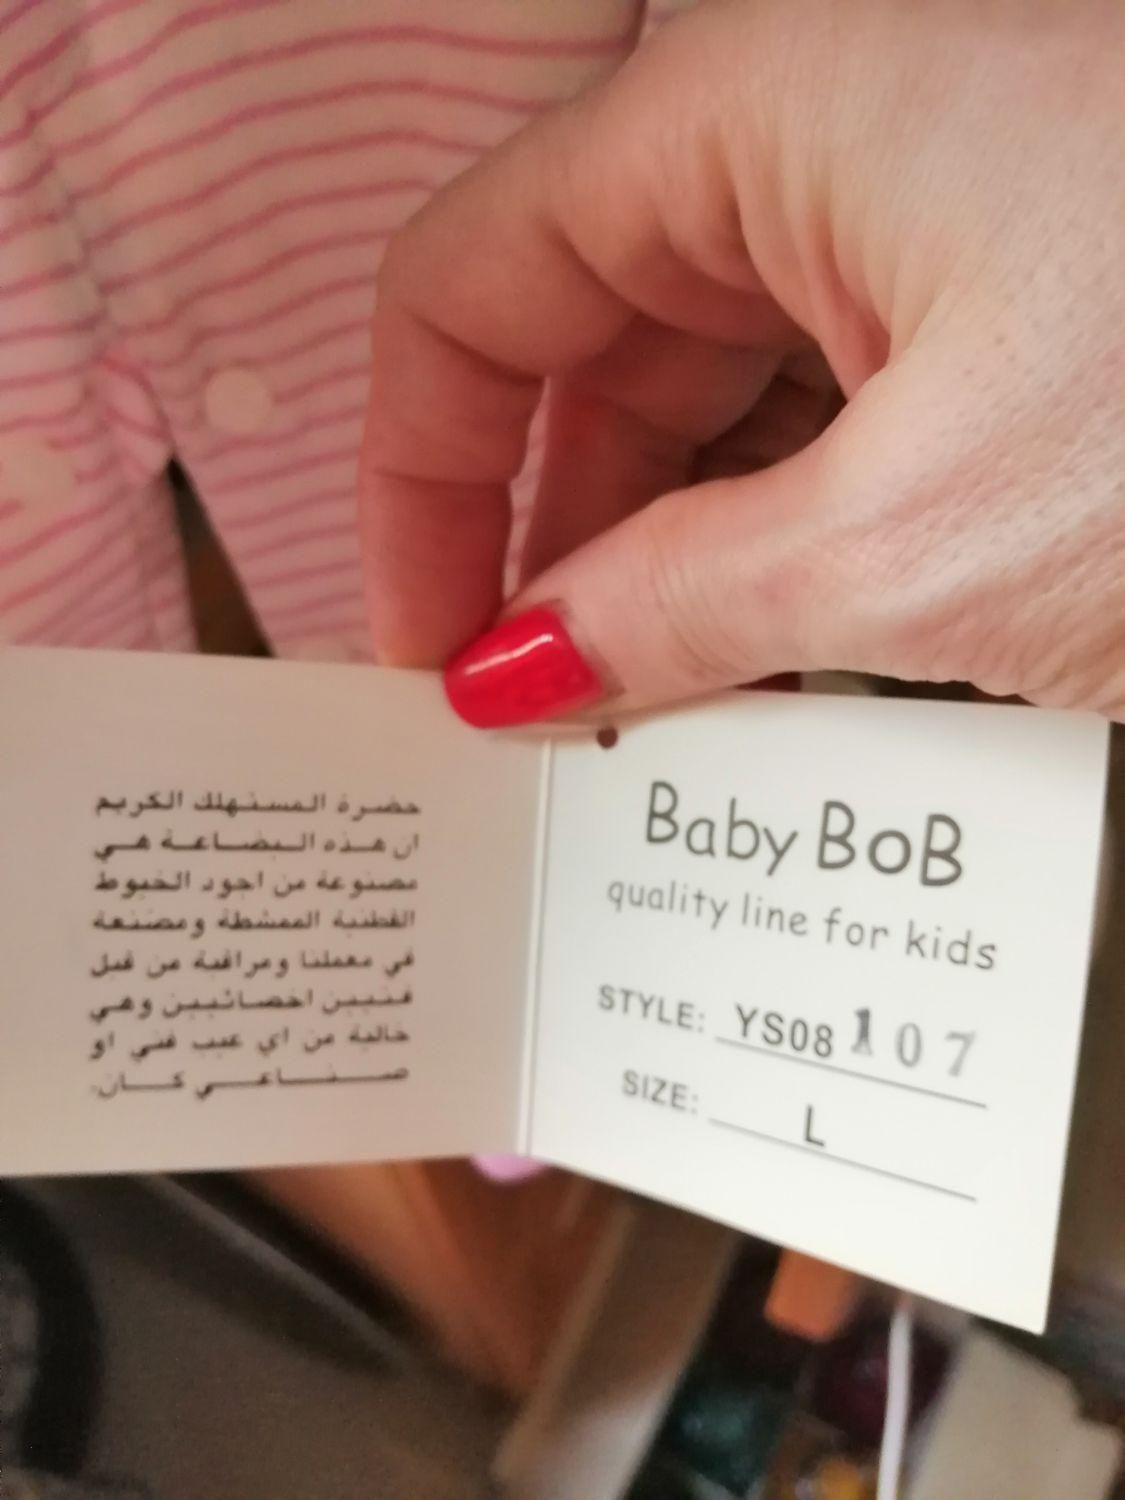 حضرة المستهلك الكريم
ان هذه البضاعة هي
مصنوعة من اجود الخيوط
القطنية الممشطة ومصنعة
في معملنا ومراقبة من قبل
فنيين اخصائيين وهي
خالية من اي عيب فني او
صناعي كان.
Baby BoB
quality line for kids
STYLE: YS08107
SIZE: L